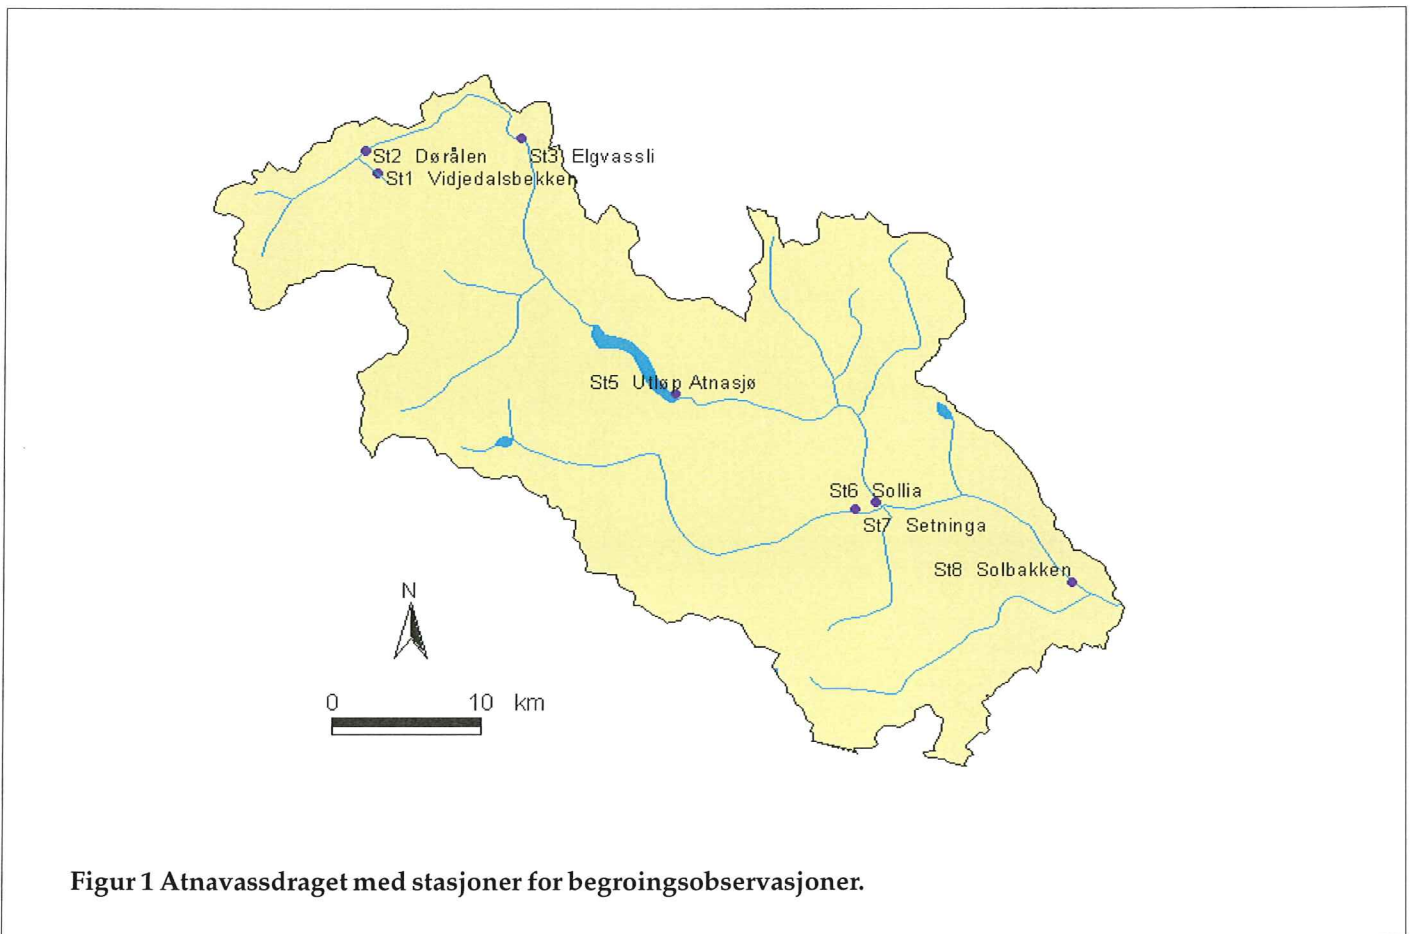 St2 Dørålen
St3 Elgvassli
St1 Vidjedalsbekken
St5 Utløp Atnasjø
St6 Sollia
St7 Setninga
St8 Solbakken
N
0 10 km
Figur 1 Atnavassdraget med stasjoner for begroingsobservasjoner.